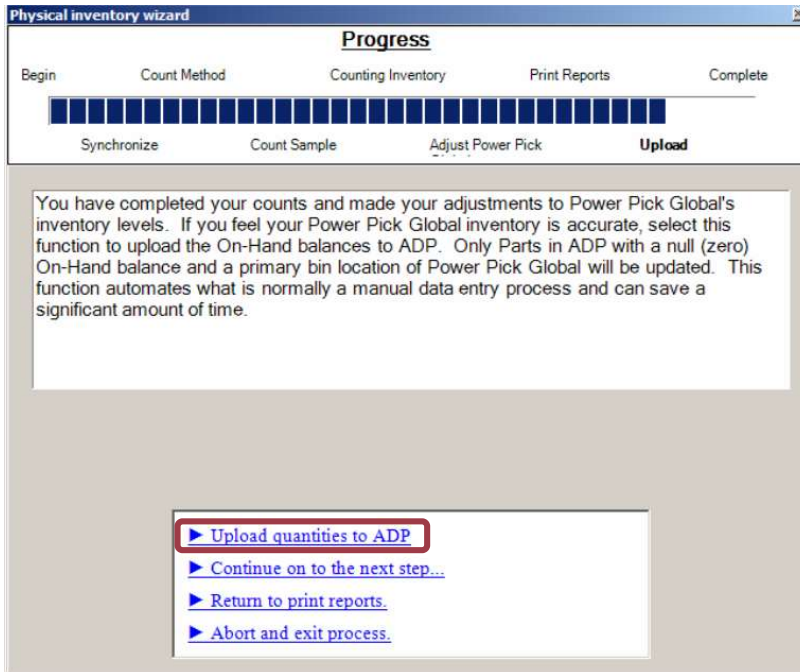 Physical inventory wizard
Progress
Begin Count Method Counting Inventory Print Reports Complete
Synchronize Count Sample Adjust Power Pick Upload
You have completed your counts and made your adjustments to Power Pick Global's
inventory levels. If you feel your Power Pick Global inventory is accurate, select this
function to upload the On-Hand balances to ADP. Only Parts in ADP with a null (zero)
On-Hand balance and a primary bin location of Power Pick Global will be updated. This
function automates what is normally a manual data entry process and can save a
significant amount of time.
► Upload quantities to ADP
► Continue on to the next step...
► Return to print reports.
► Abort and exit process.